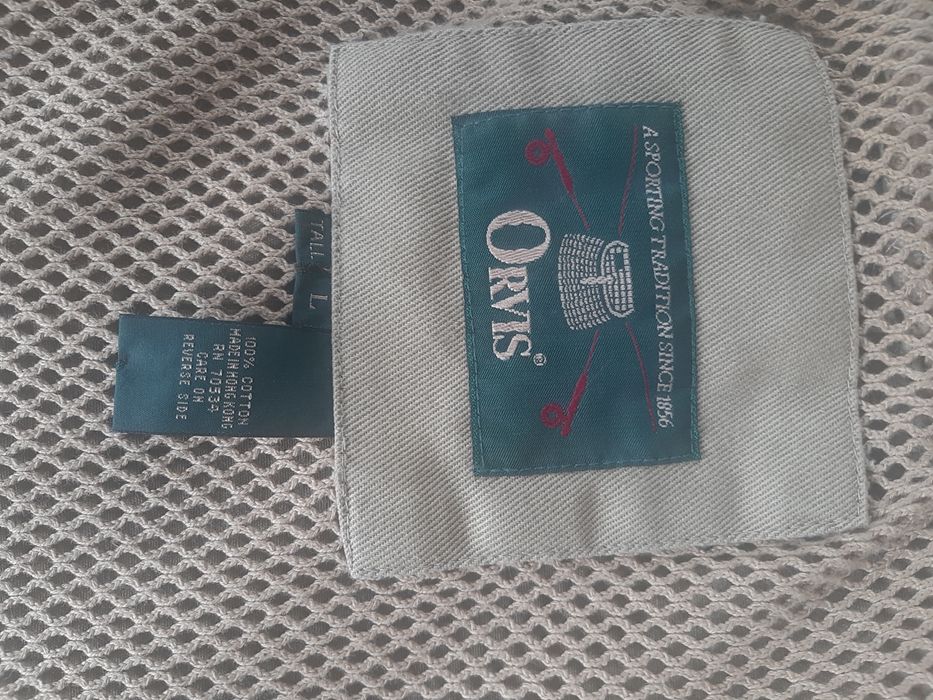 A SPORTING TRADITION SINCE 1856
ORVIS®
TALL L
100% COTTON
MADE IN HONG KONG
RN 70534
CARE ON
REVERSE SIDE